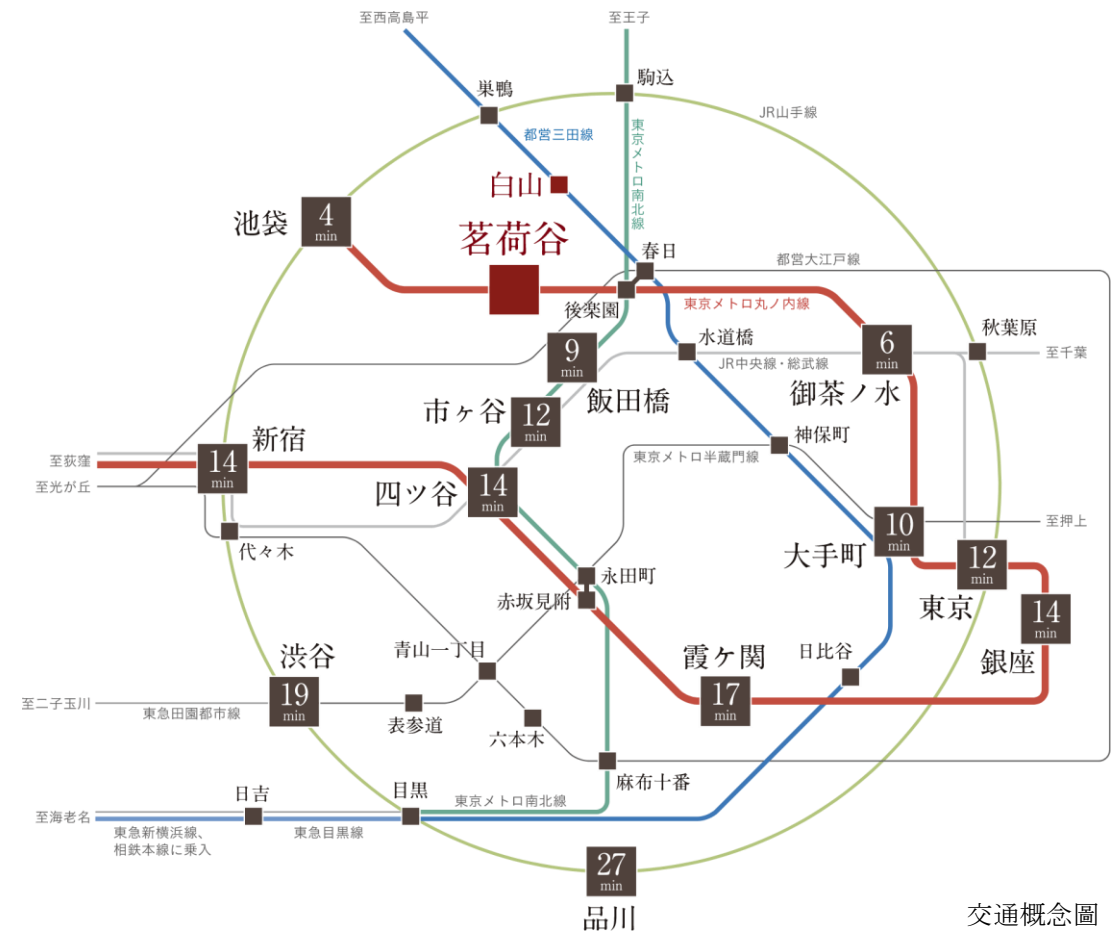 至西高島平
至王子
駒込
巣鴨
JR山手線
都営三田線
東京メトロ南北線
白山
池袋
4
min
茗荷谷
春日
都営大江戸線
後楽園
東京メトロ丸ノ内線
秋葉原
水道橋
6
min
至千葉
9
min
JR中央線・総武線
御茶ノ水
飯田橋
市ヶ谷
12
min
新宿
神保町
至荻窪
14
min
東京メトロ半蔵門線
至光が丘
四ツ谷
14
min
10
min
至押上
代々木
大手町
12
min
永田町
赤坂見附
東京
14
min
青山一丁目
日比谷
渋谷
霞ケ関
銀座
至二子玉川
19
min
17
min
東急田園都市線
表参道
六本木
麻布十番
日吉
目黒
東京メトロ南北線
至海老名
東急新横浜線、
相鉄本線に乗入
東急目黒線
27
min
品川
交通概念圖